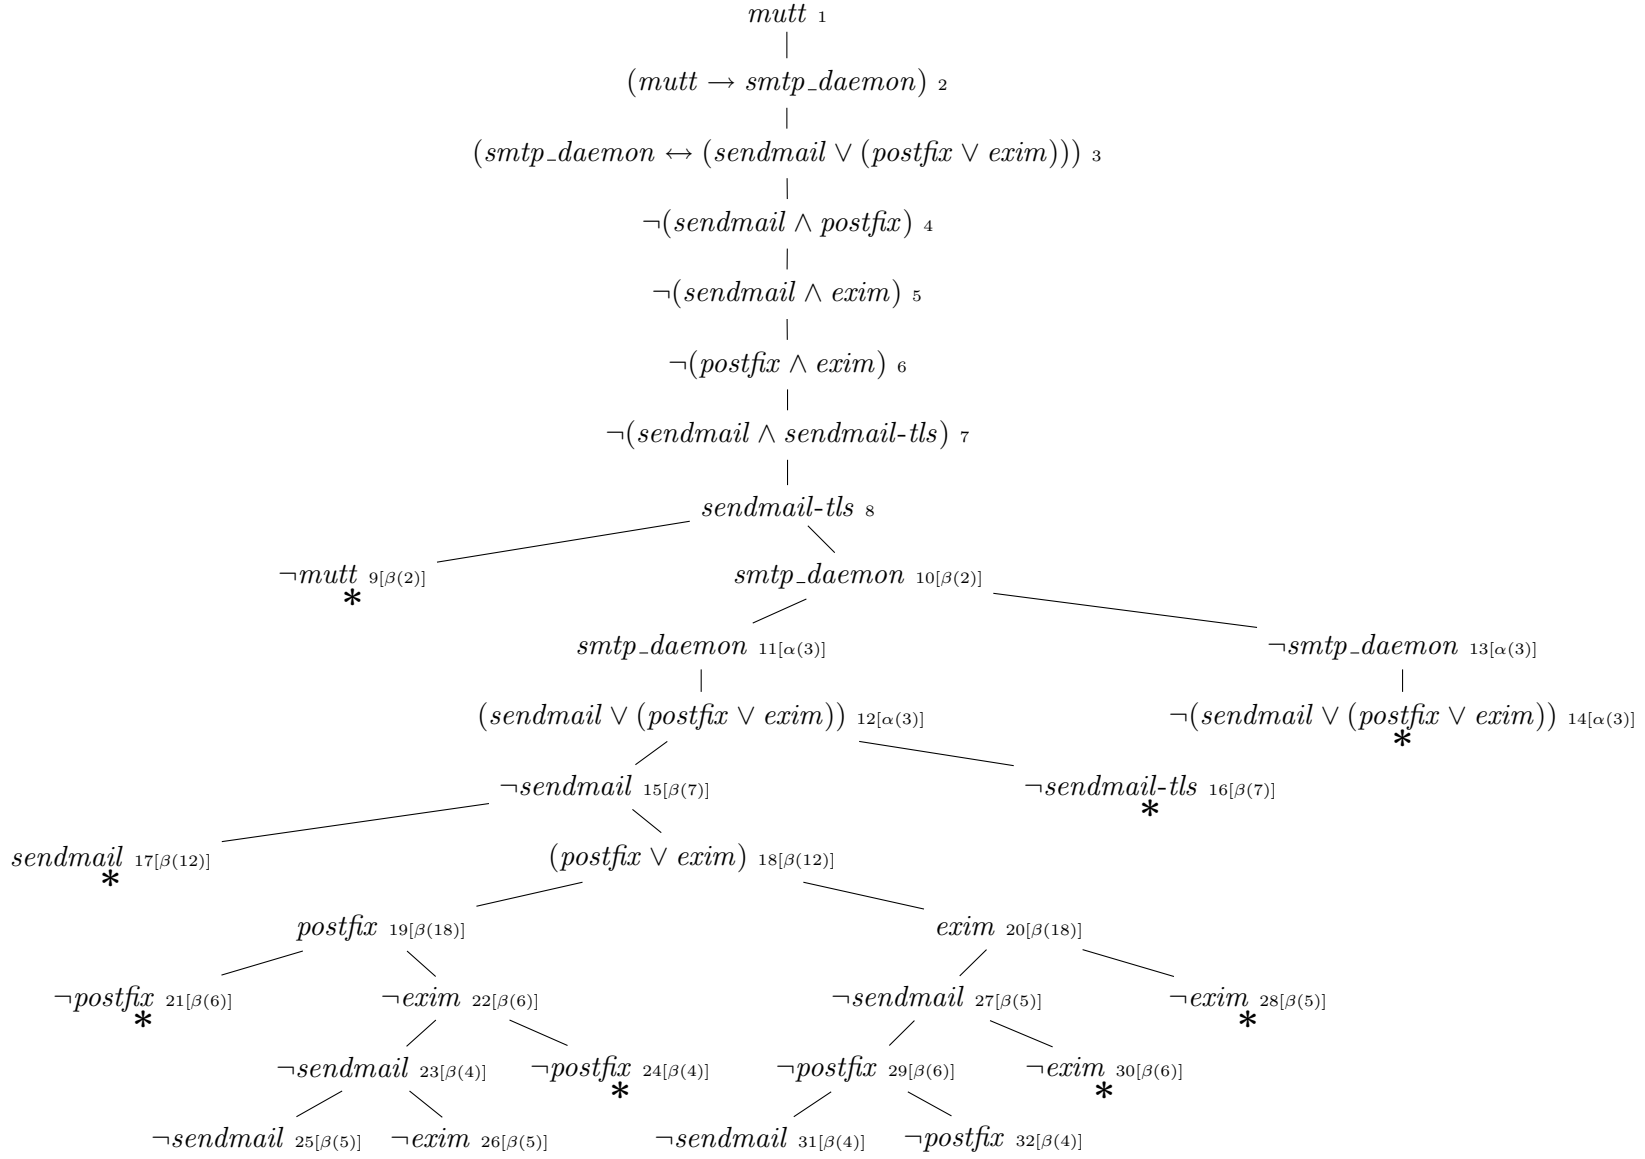 mutt 1
(mutt → smtp_daemon) 2
(smtp_daemon ↔ (sendmail ∨ (postfix ∨ exim))) 3
¬(sendmail ∧ postfix) 4
¬(sendmail ∧ exim) 5
¬(postfix ∧ exim) 6
¬(sendmail ∧ sendmail-tls) 7
sendmail-tls 8
¬mutt 9[β(2)] smtp_daemon 10[β(2)]
*
smtp_daemon 11[α(3)] ¬smtp_daemon 13[α(3)]
(sendmail ∨ (postfix ∨ exim)) 12[α(3)] ¬(sendmail ∨ (postfix ∨ exim)) 14[α(3)]
*
¬sendmail 15[β(7)] ¬sendmail-tls 16[β(7)]
*
sendmail 17[β(12)] (postfix ∨ exim) 18[β(12)]
*
postfix 19[β(18)] exim 20[β(18)]
¬postfix 21[β(6)] ¬exim 22[β(6)] ¬sendmail 27[β(5)] ¬exim 28[β(5)]
* *
¬sendmail 23[β(4)] ¬postfix 24[β(4)] ¬postfix 29[β(6)] ¬exim 30[β(6)]
* *
¬sendmail 25[β(5)] ¬exim 26[β(5)] ¬sendmail 31[β(4)] ¬postfix 32[β(4)]